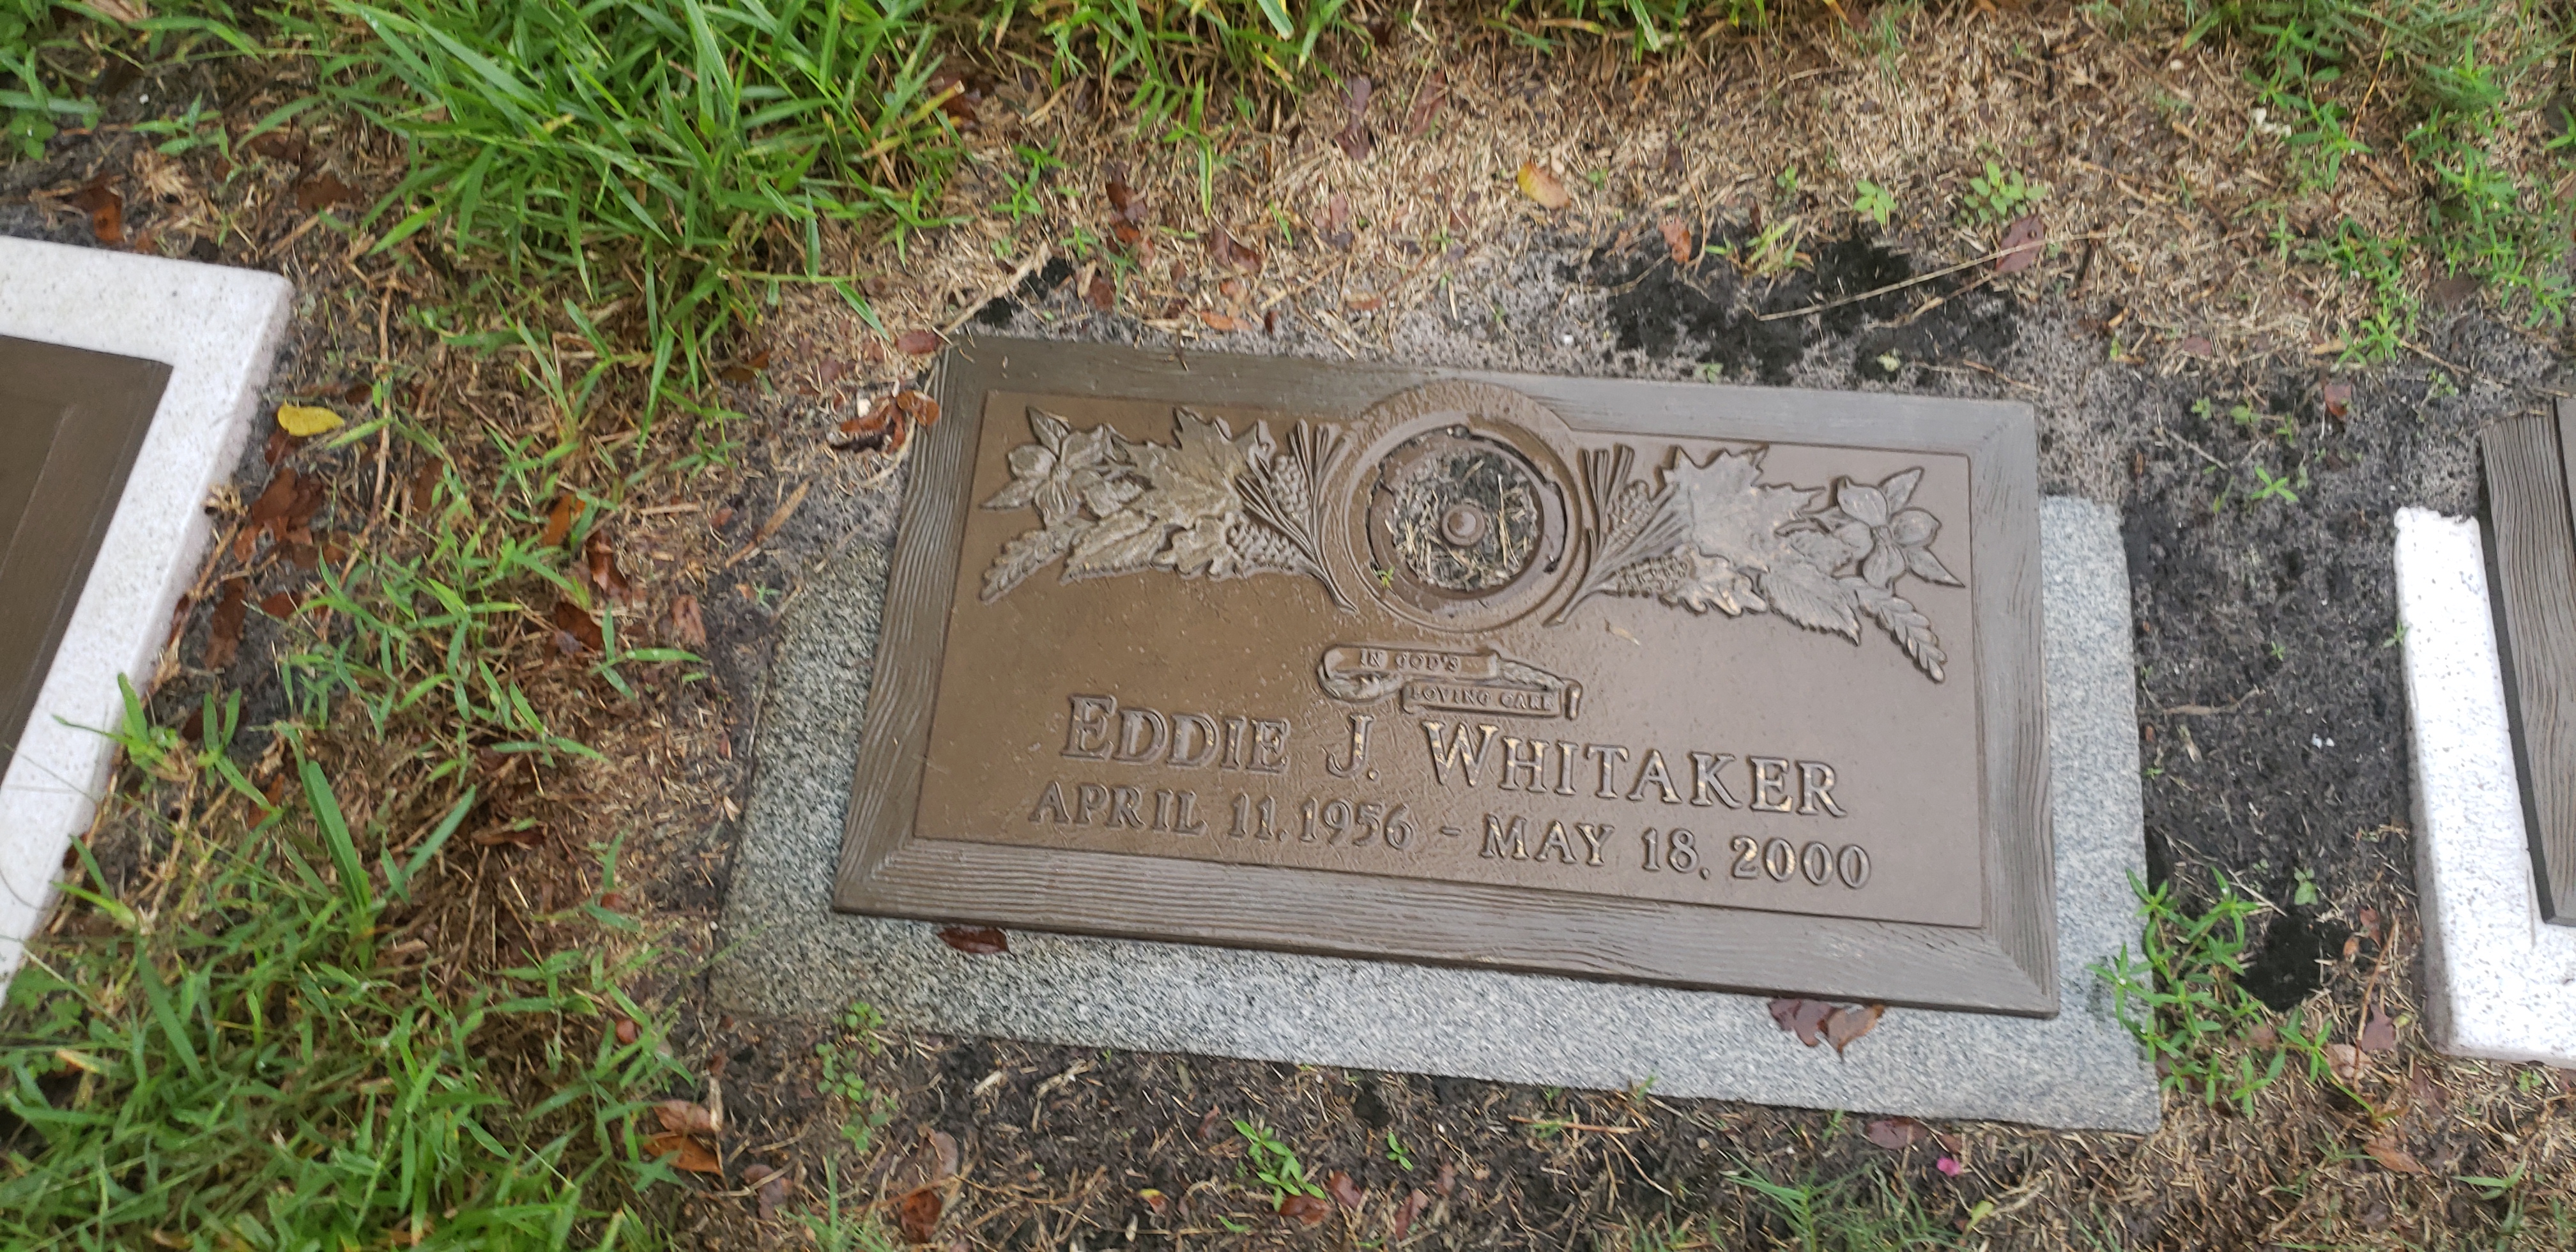 IN GOD'S
LOVING CARE
EDDIE J. WHITAKER
APRIL 11, 1956 - MAY 18, 2000